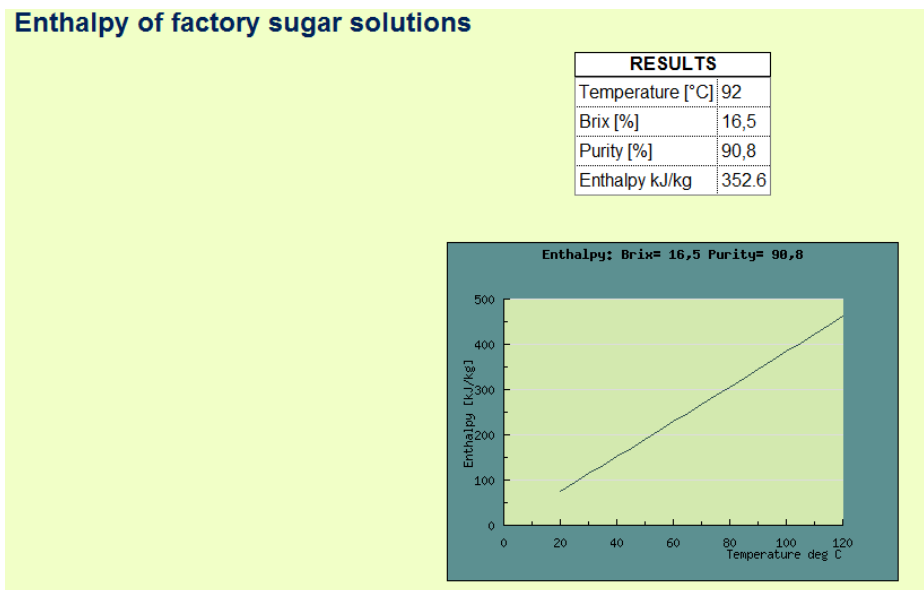 Enthalpy of factory sugar solutions
RESULTS
Temperature [°C] 92
Brix [%] 16,5
Purity [%] 90,8
Enthalpy kJ/kg 352.6
Enthalpy: Brix= 16,5 Purity= 90,8
500
400
300
200
100
0
Enthalpy [kJ/kg]
0 20 40 60 80 100 120
Temperature deg C